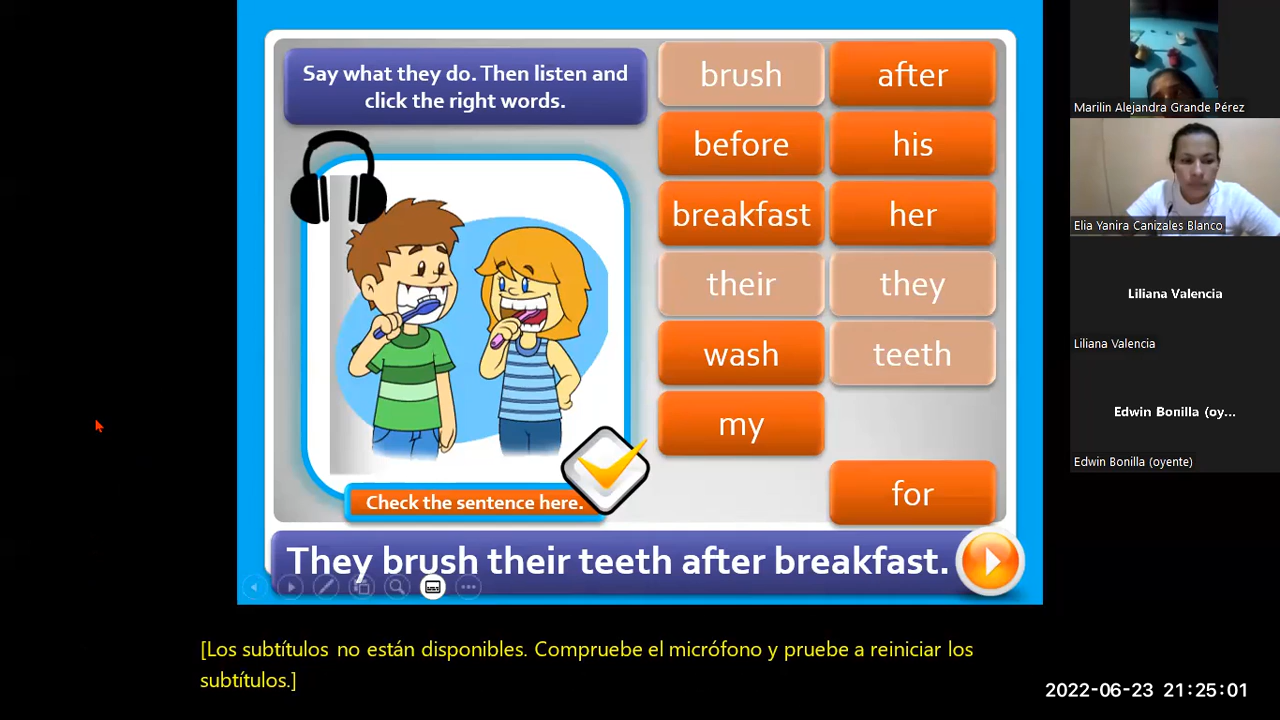 Say what they do. Then listen and
click the right words.
brush
after
before
his
breakfast
her
their
they
wash
teeth
my
for
Check the sentence here.
They brush their teeth after breakfast.
[Los subtítulos no están disponibles. Compruebe el micrófono y pruebe a reiniciar los
subtítulos.]
Marilin Alejandra Grande Pérez
Elia Yanira Canizales Blanco
Liliana Valencia
Liliana Valencia
Edwin Bonilla (oy...
Edwin Bonilla (oyente)
2022-06-23 21:25:01